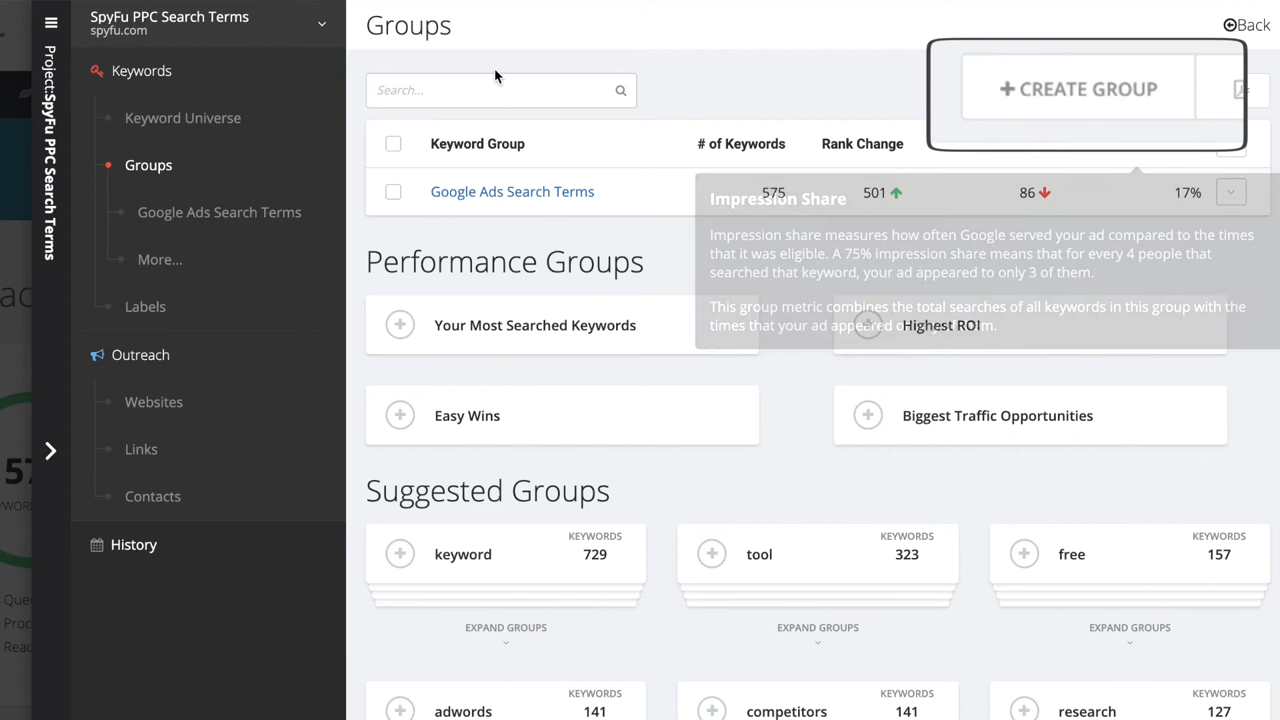 SpyFu PPC Search Terms
spyfu.com
Project:SpyFu PPC Search Terms
Keywords
Keyword Universe
Groups
Google Ads Search Terms
More...
Labels
Outreach
Websites
Links
Contacts
History
Groups
Back
Search...
+ CREATE GROUP
Keyword Group # of Keywords Rank Change
Google Ads Search Terms 575 501 86 17%
Impression Share
Impression share measures how often Google served your ad compared to the times
that it was eligible. A 75% impression share means that for every 4 people that
searched that keyword, your ad appeared to only 3 of them.
This group metric combines the total searches of all keywords in this group with the
times that your ad appeared
Performance Groups
Your Most Searched Keywords
Highest ROI
Easy Wins
Biggest Traffic Opportunities
Suggested Groups
keyword KEYWORDS 729
tool KEYWORDS 323
free KEYWORDS 157
EXPAND GROUPS
EXPAND GROUPS
EXPAND GROUPS
adwords KEYWORDS 141
competitors KEYWORDS 141
research KEYWORDS 127